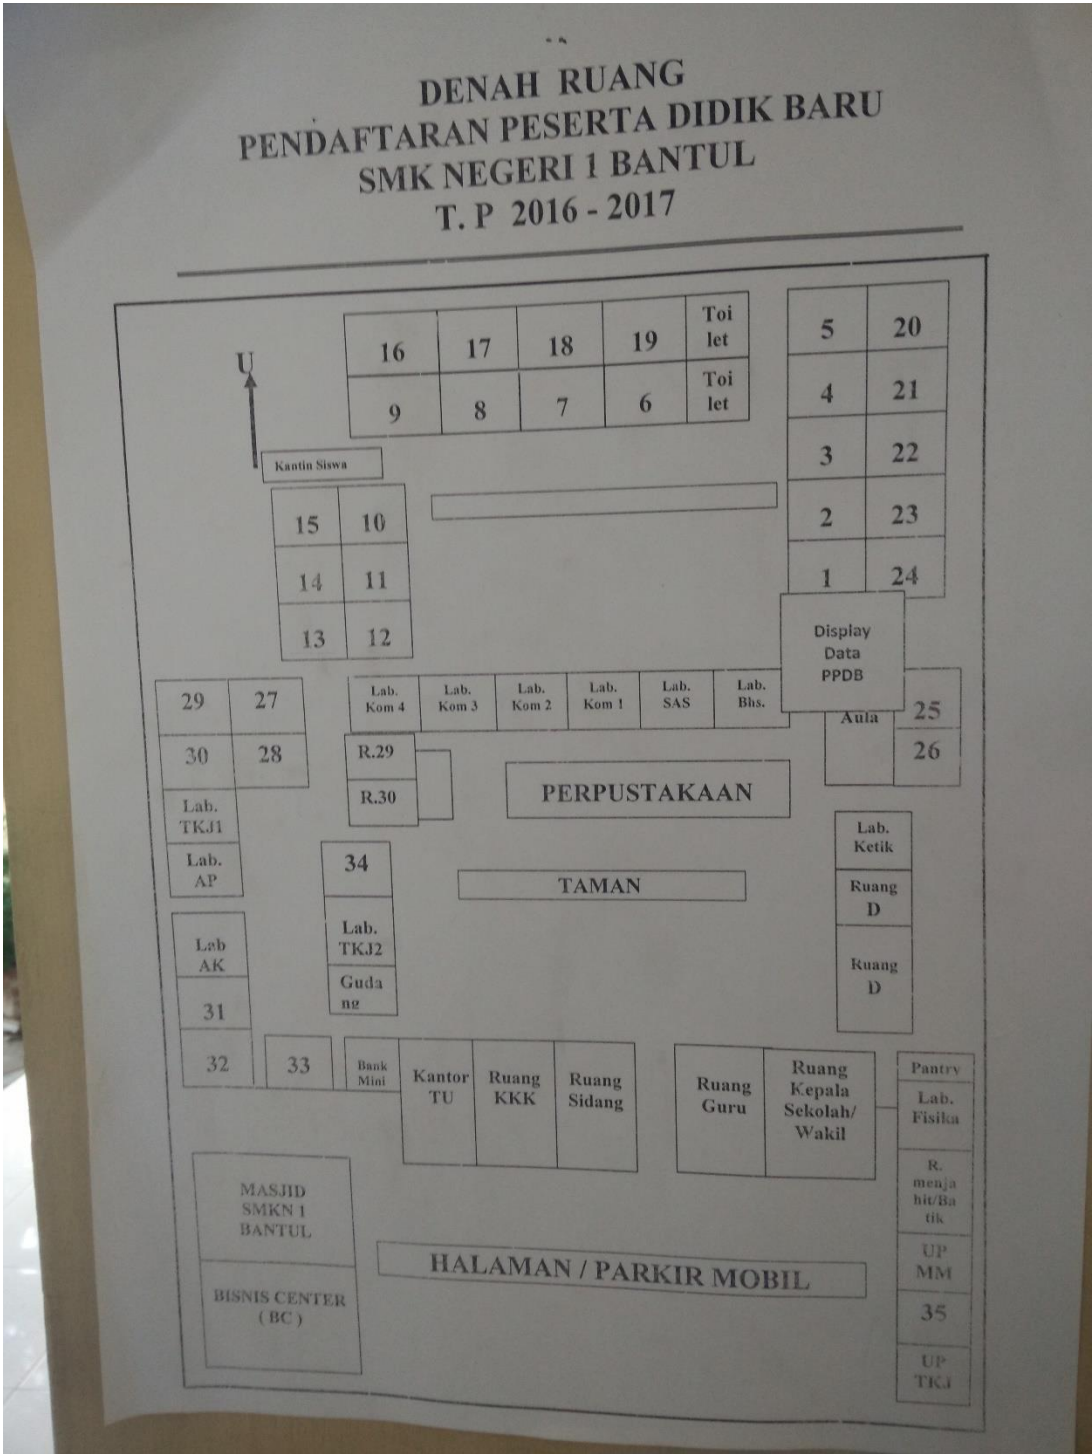 DENAH RUANG
PENDAFTARAN PESERTA DIDIK BARU
SMK NEGERI 1 BANTUL
T. P 2016 - 2017
U
16
17
18
19
Toi
let
9
8
7
6
Toi
let
5
20
4
21
3
22
2
23
1
24
Kantin Siswa
15
10
14
11
13
12
Display
Data
PPDB
29
27
30
28
Lab.
TKJ1
Lab.
AP
Lab.
Kom 4
Lab.
Kom 3
Lab.
Kom 2
Lab.
Kom 1
Lab.
SAS
Lab.
Bhs.
Aula
25
26
R.29
R.30
PERPUSTAKAAN
34
Lab.
TKJ2
Guda
ng
TAMAN
Lab.
Ketik
Ruang
D
Ruang
D
Lab
AK
31
32
33
Bank
Mini
Kantor
TU
Ruang
KKK
Ruang
Sidang
Ruang
Guru
Ruang
Kepala
Sekolah/
Wakil
Pantry
Lab.
Fisika
R.
menja
hit/Ba
tik
UP
MM
35
UP
TKJ
MASJID
SMKN 1
BANTUL
BISNIS CENTER
( BC )
HALAMAN / PARKIR MOBIL